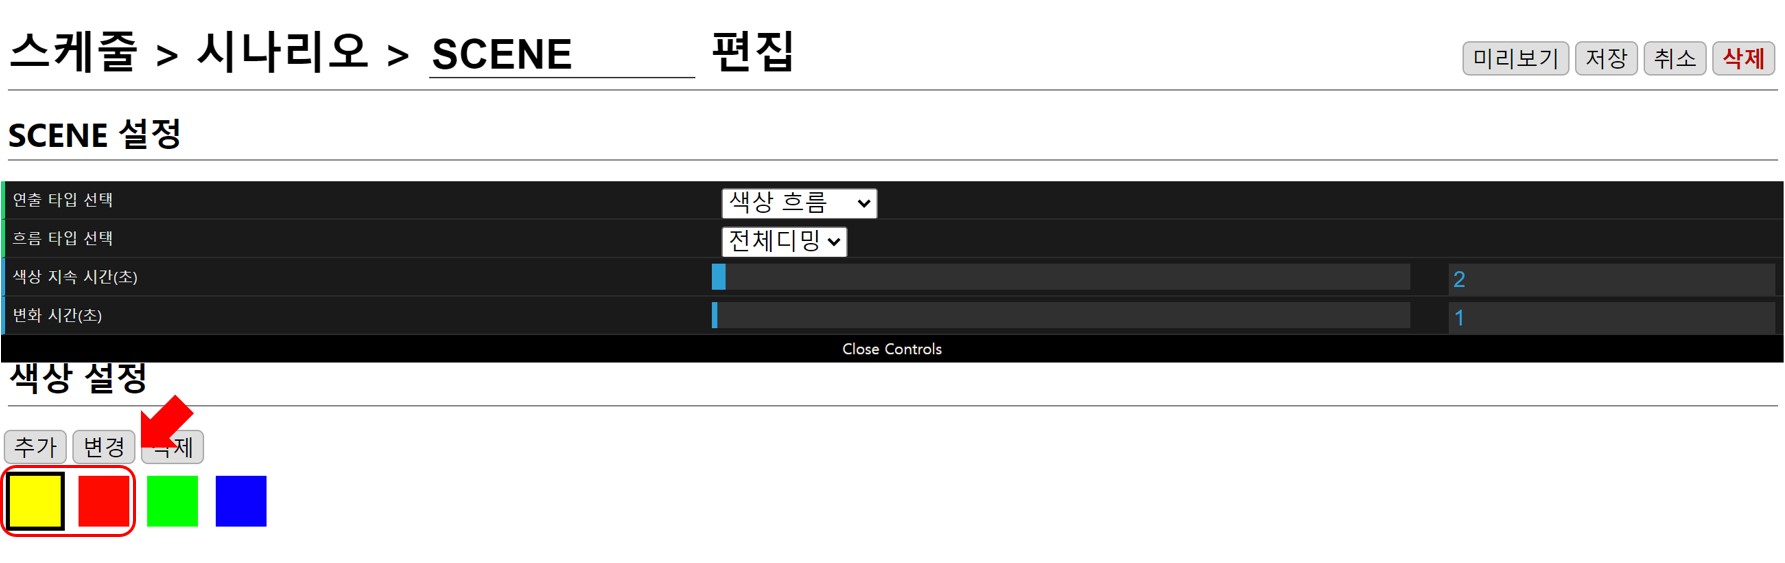 스케줄 > 시나리오 > SCENE 편집
미리보기 저장 취소 삭제
SCENE 설정
연출 타입 선택 색상 흐름
흐름 타입 선택 전체디밍
색상 지속 시간(초) 2
변화 시간(초) 1
Close Controls
색상 설정
추가 변경 삭제